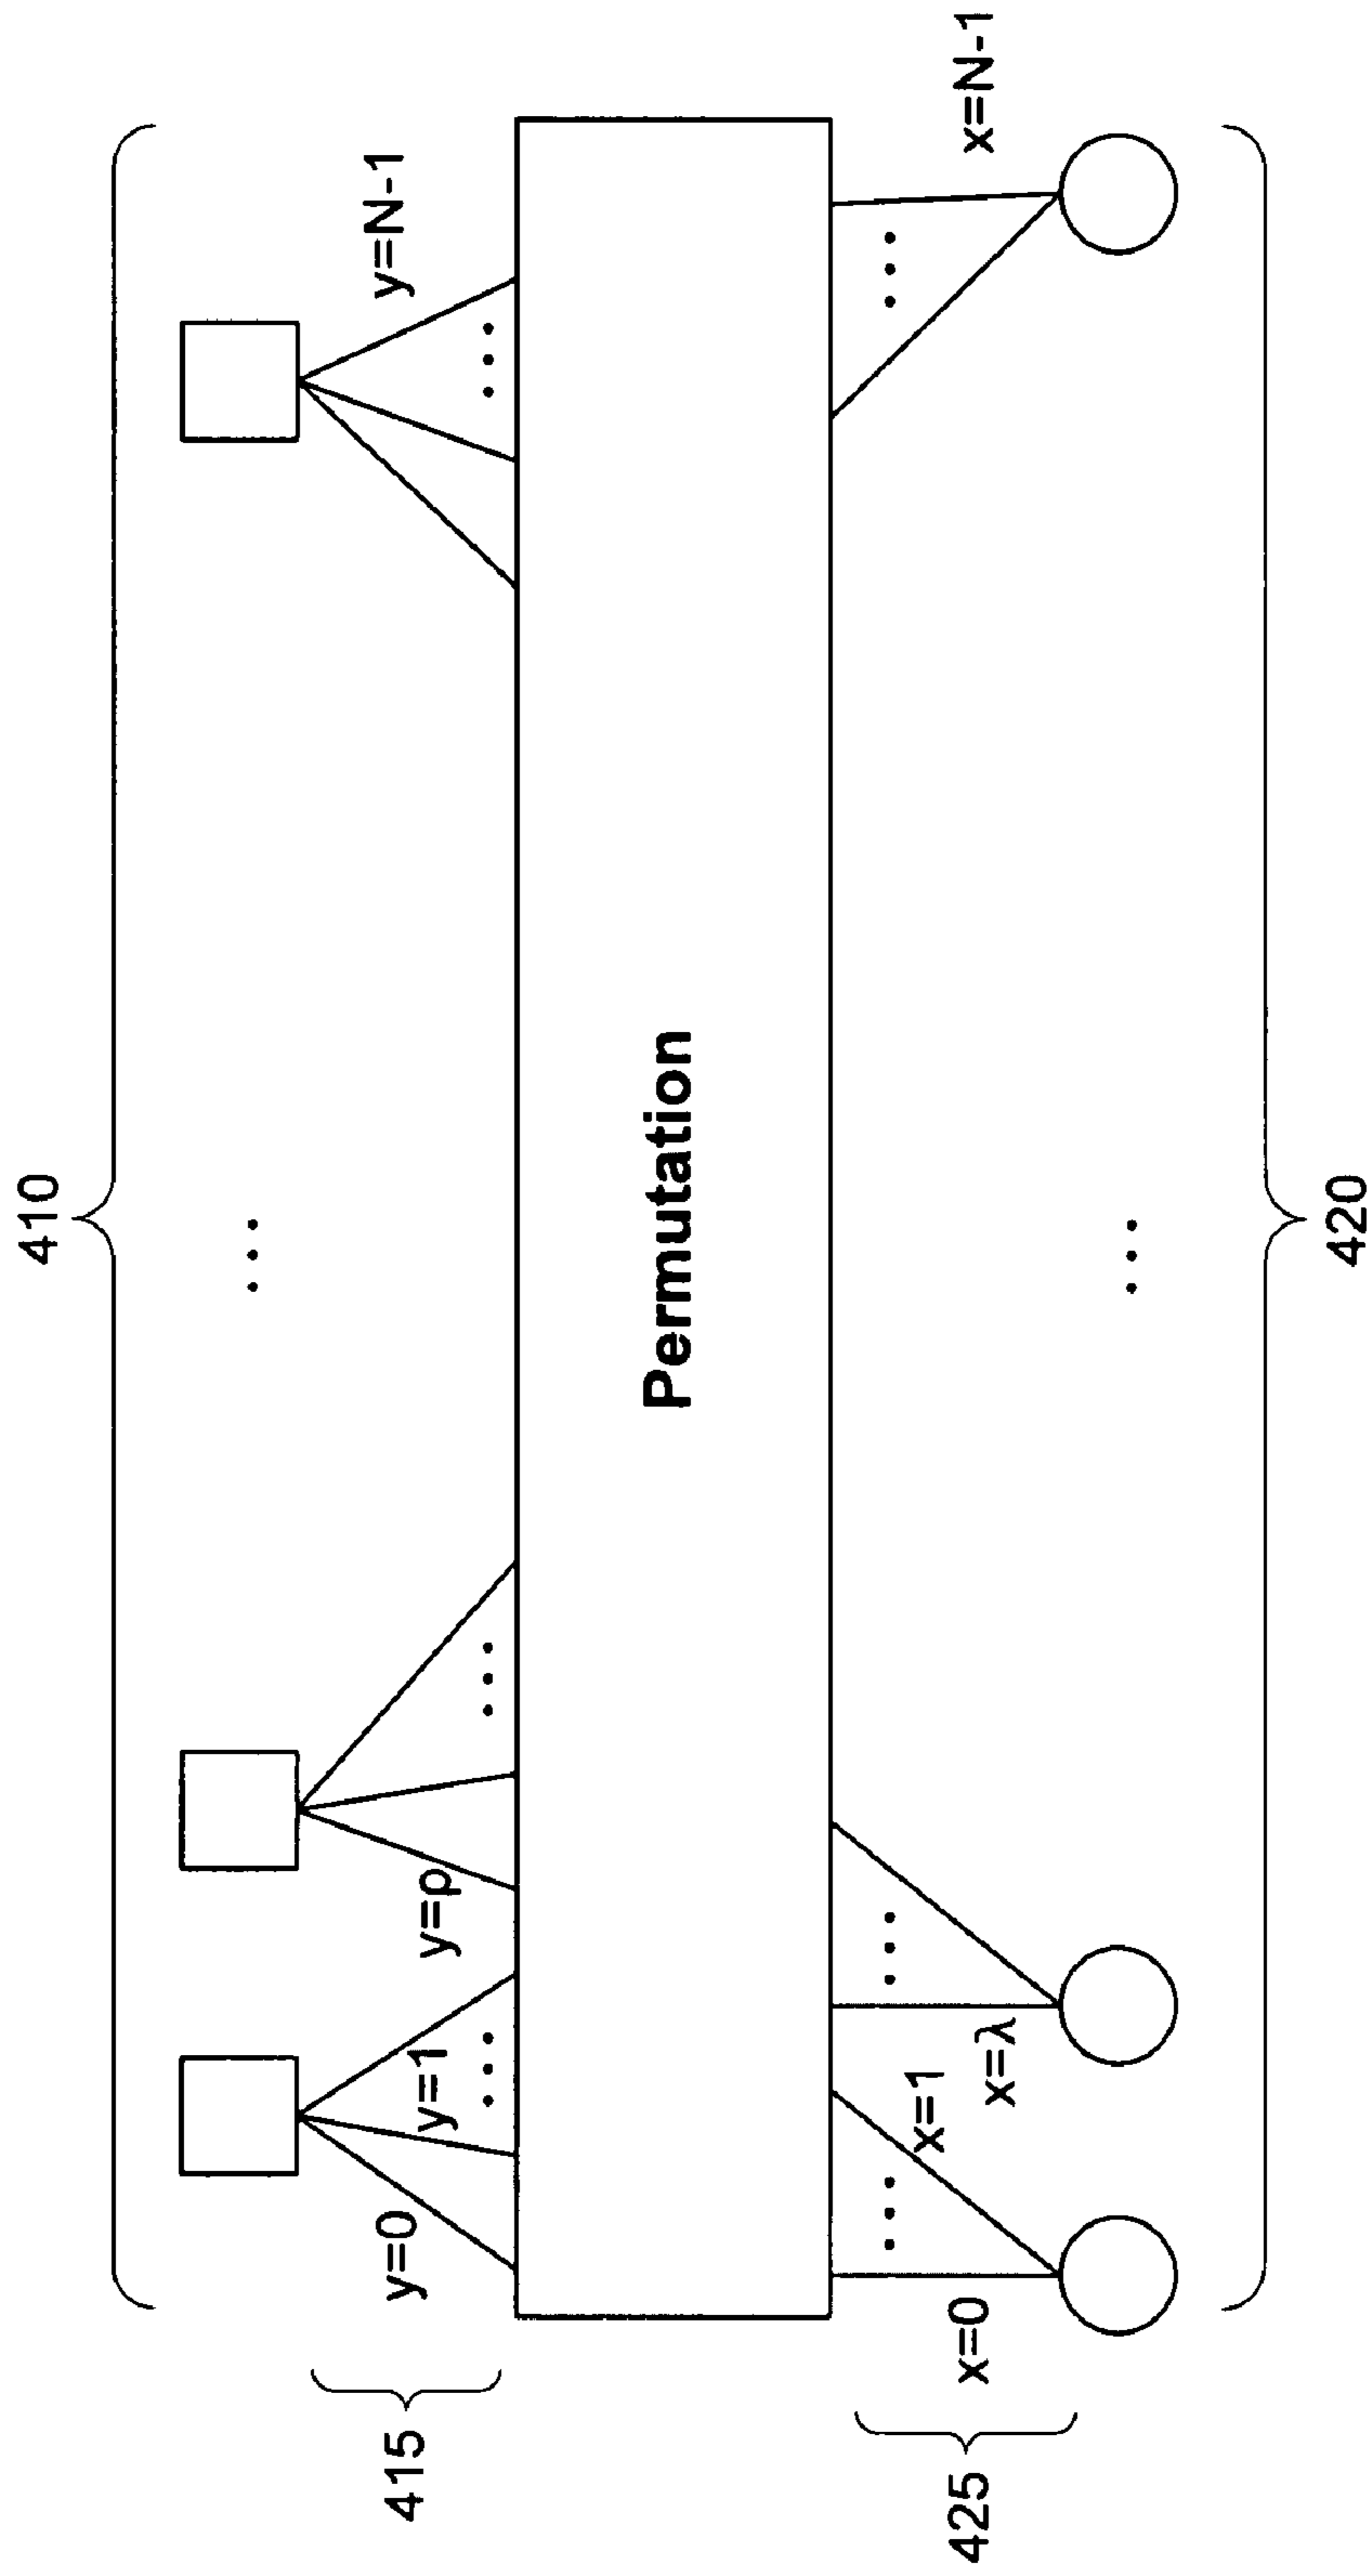 410
y=0
y=1
y=ρ
y=N-1
415
Permutation
x=0
x=1
x=λ
x=N-1
425
420